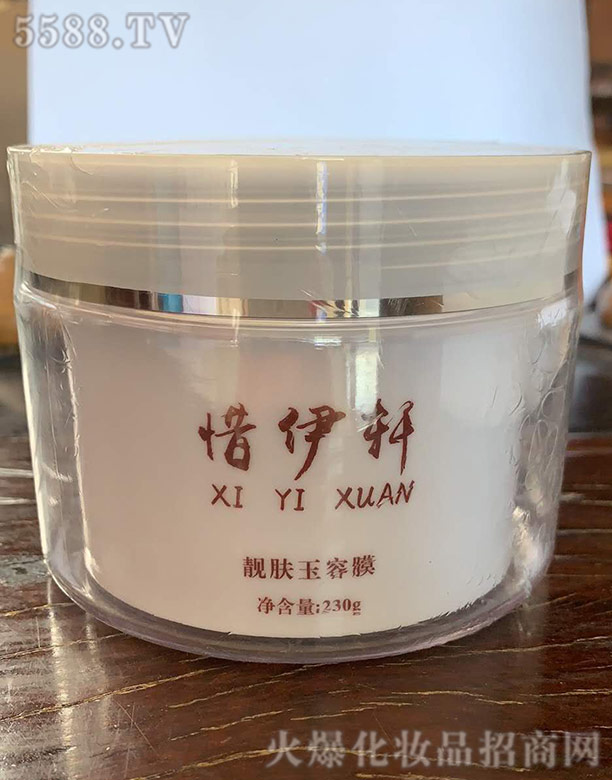 5588.TV
惜伊轩
XI YI XUAN
靓肤玉容膜
净含量:230g
火爆化妆品招商网